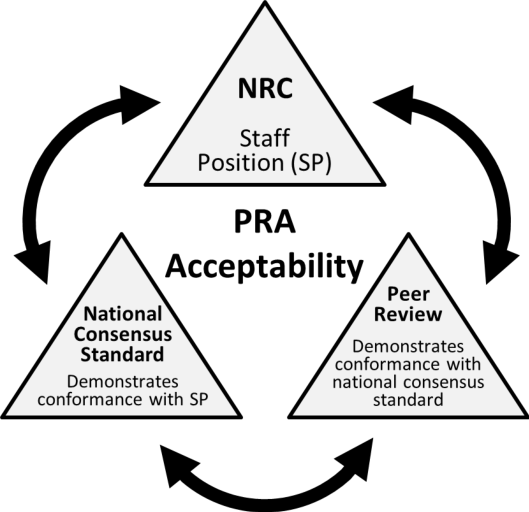 NRC
Staff
Position (SP)
PRA
Acceptability
National
Consensus
Standard
Demonstrates
conformance with SP
Peer
Review
Demonstrates
conformance with
national consensus
standard